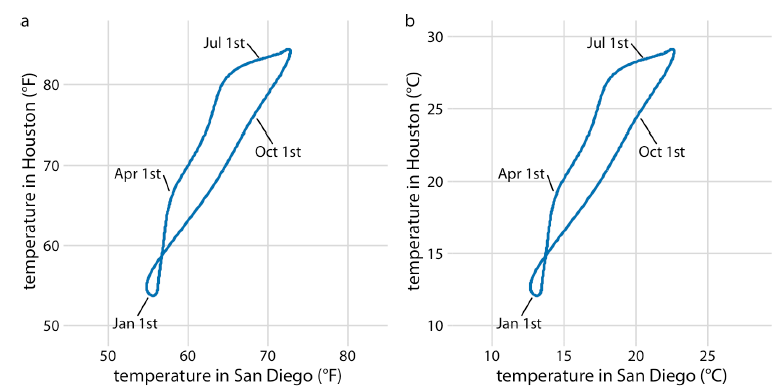 a
temperature in Houston (°F)
80
70
60
50
Jul 1st
Oct 1st
Apr 1st
Jan 1st
50 60 70 80
temperature in San Diego (°F)
b
temperature in Houston (°C)
30
25
20
15
10
Jul 1st
Oct 1st
Apr 1st
Jan 1st
10 15 20 25
temperature in San Diego (°C)